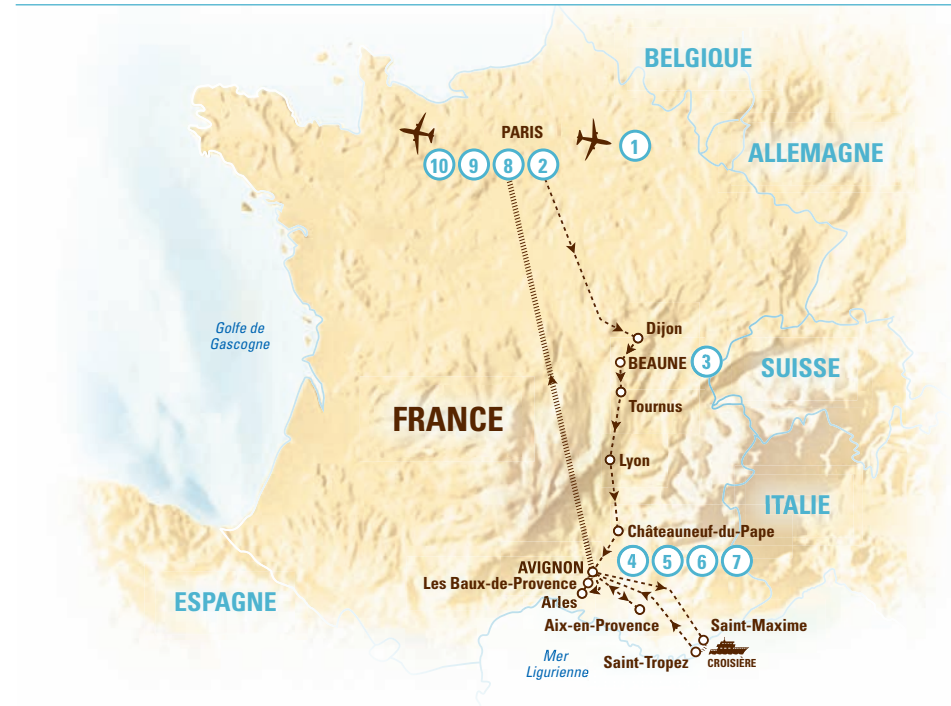 BELGIQUE
PARIS
1
ALLEMAGNE
10 9 8 2
Golfe de
Gascogne
Dijon
BEAUNE 3
SUISSE
Tournus
FRANCE
Lyon
ITALIE
Châteauneuf-du-Pape
4 5 6 7
AVIGNON
Les Baux-de-Provence
ESPAGNE
Arles
Aix-en-Provence
Saint-Maxime
Mer
Ligurienne
Saint-Tropez
CROISIÈRE